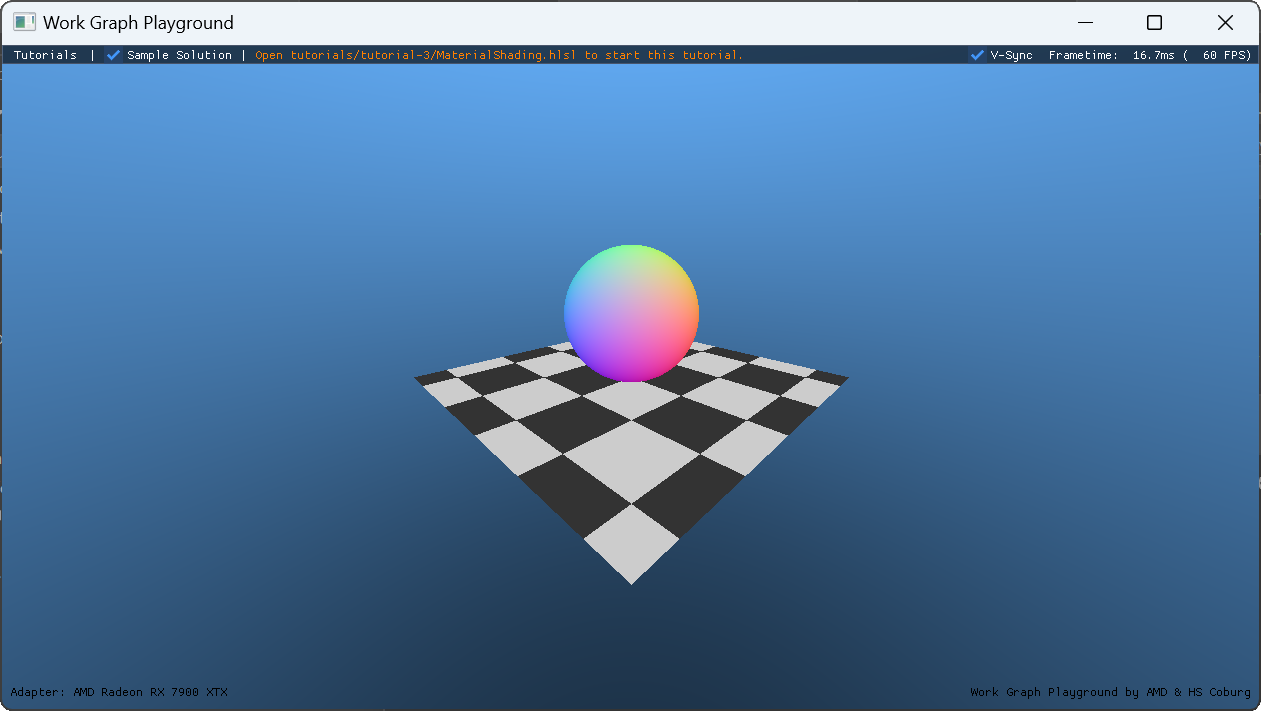 Work Graph Playground
Tutorials | Sample Solution | Open tutorials/tutorial-3/MaterialShading.hlsl to start this tutorial. V-Sync Frametime: 16.7ms ( 60 FPS)
Adapter: AMD Radeon RX 7900 XTX
Work Graph Playground by AMD & HS Coburg